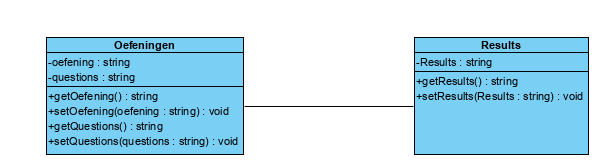 Oefeningen
-oefening : string
-questions : string
+getOefening() : string
+setOefening(oefening : string) : void
+getQuestions() : string
+setQuestions(questions : string) : void
Results
-Results : string
+getResults() : string
+setResults(Results : string) : void